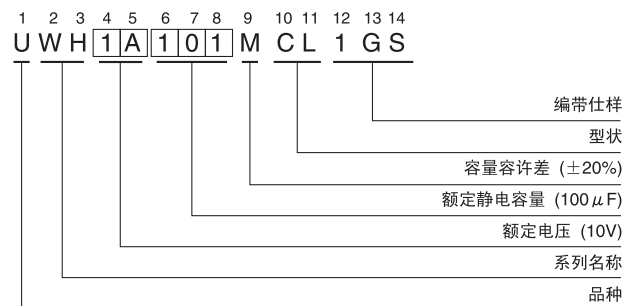 1 2 3 4 5 6 7 8 9 10 11 12 13 14
U W H 1 A 1 0 1 M C L 1 G S
编带仕样
型状
容量容许差 (±20%)
额定静电容量 (100μF)
额定电压 (10V)
系列名称
品种